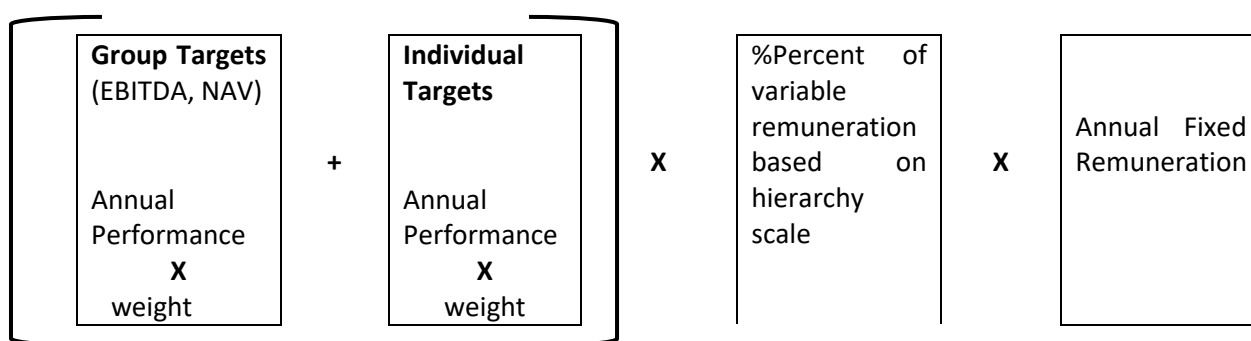 Group Targets
(EBITDA, NAV)
Annual
Performance
X
weight
+
Individual
Targets
Annual
Performance
X
weight
X
%Percent of
variable
remuneration
based on
hierarchy
scale
X
Annual Fixed
Remuneration